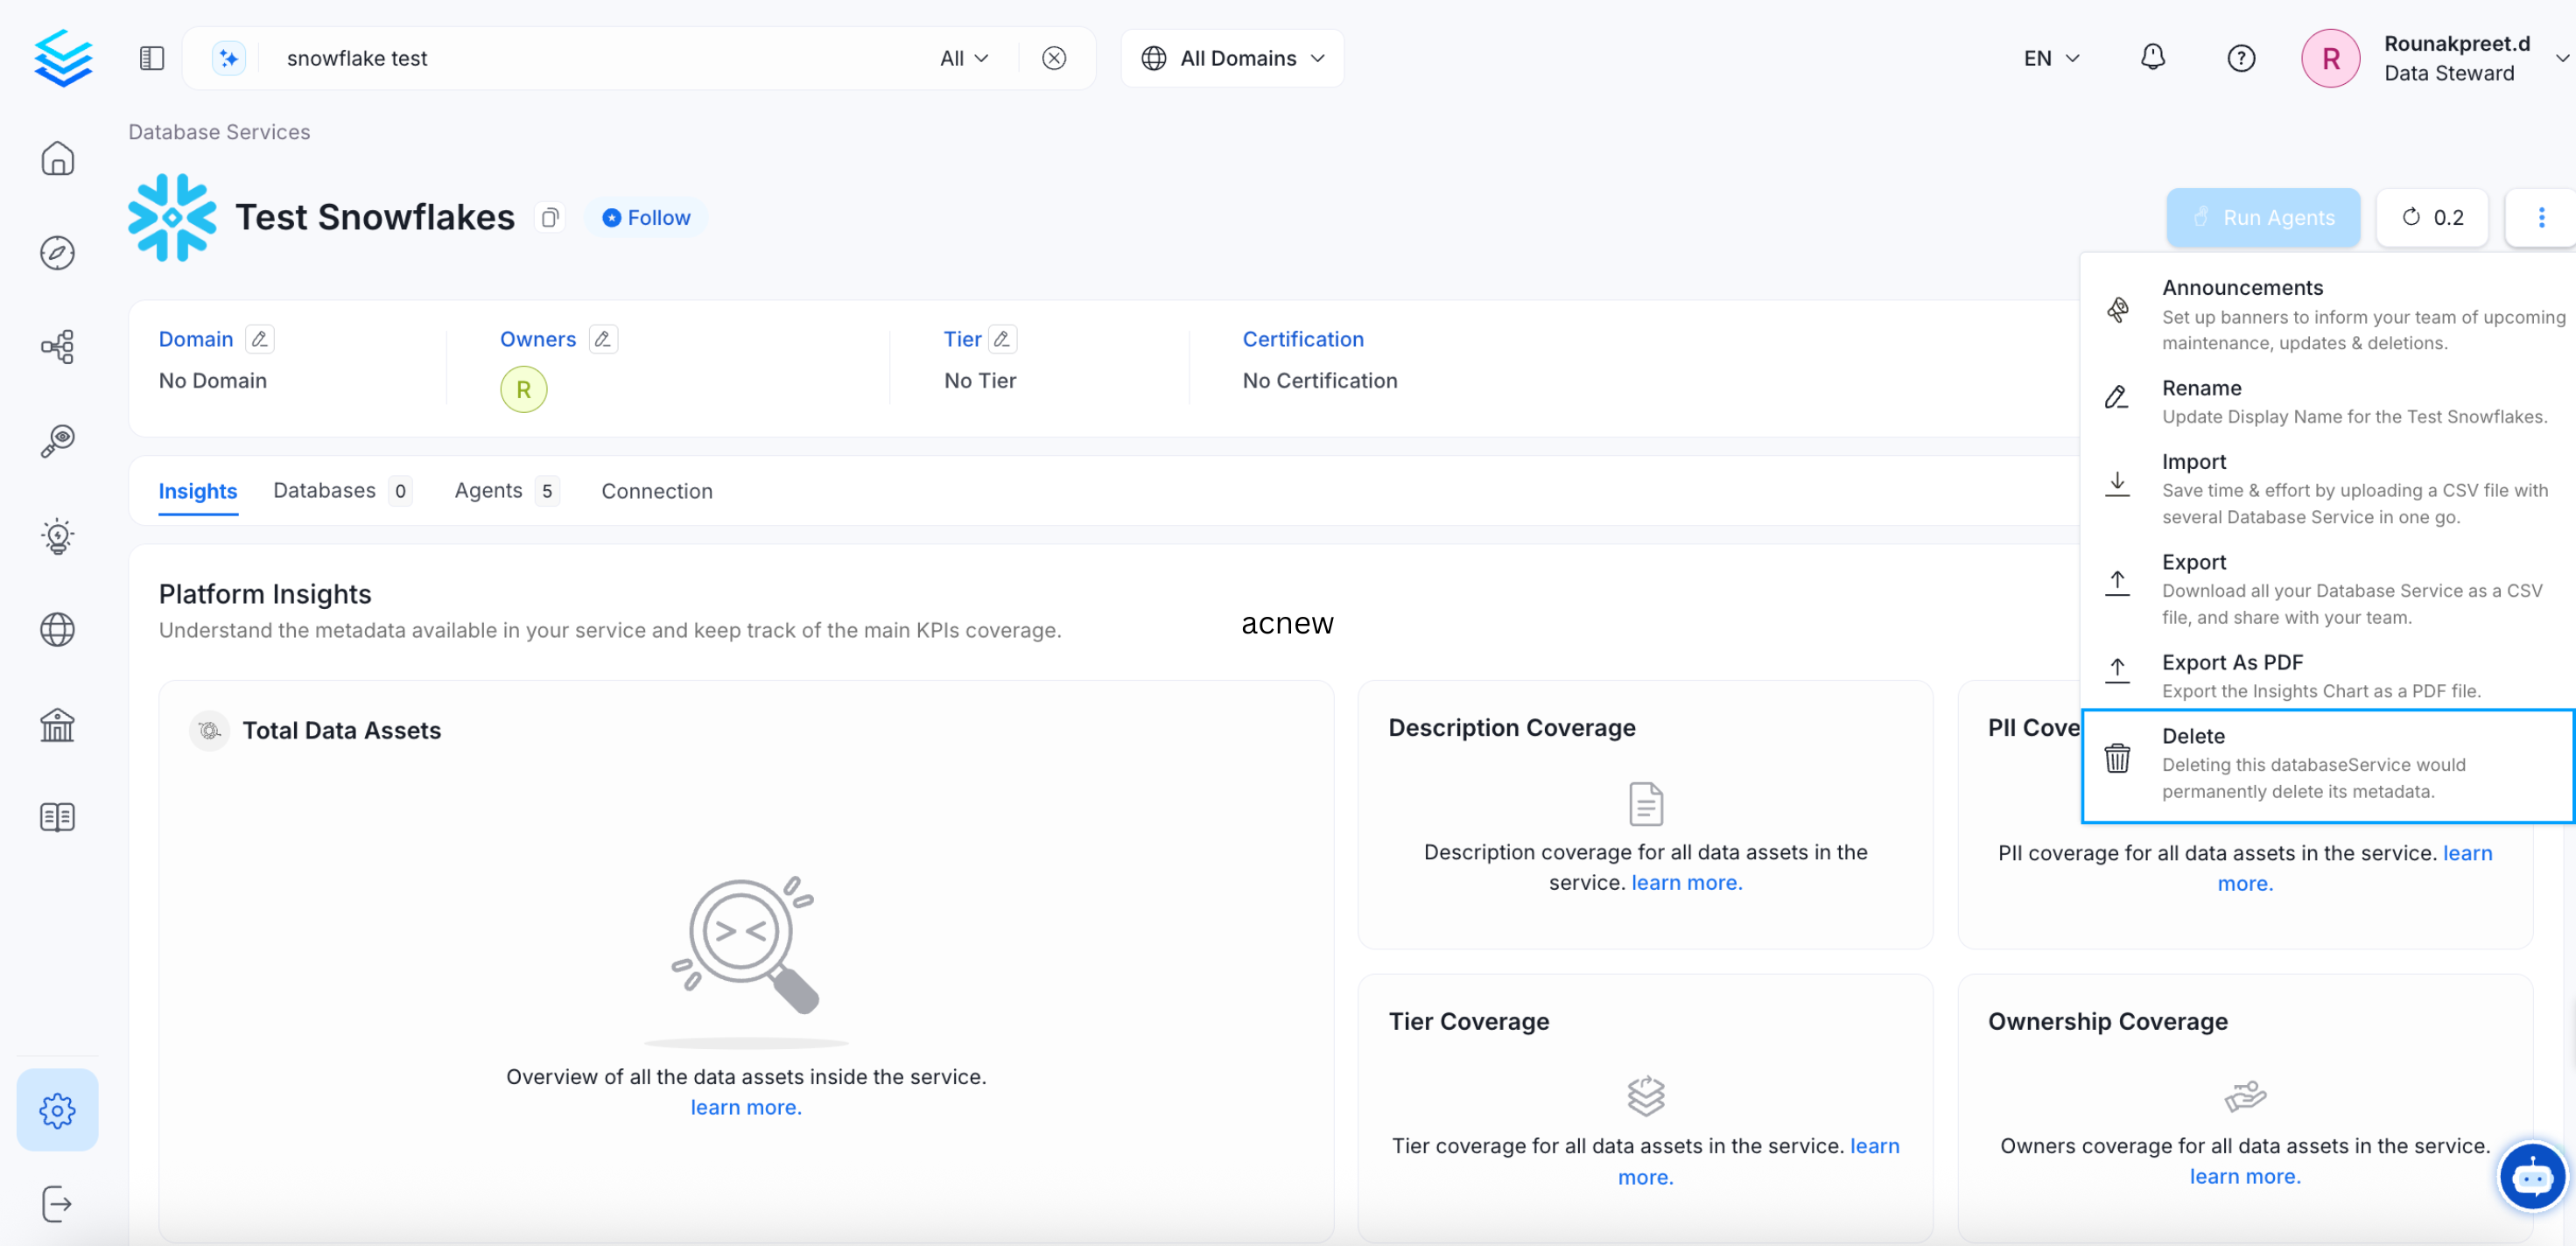 snowflake test
All
All Domains
EN
R
Rounakpreet.d
Data Steward
Database Services
Test Snowflakes
Follow
Run Agents
0.2
Domain
No Domain
Owners
R
Tier
No Tier
Certification
No Certification
Insights
Databases 0
Agents 5
Connection
Platform Insights
Understand the metadata available in your service and keep track of the main KPIs coverage.
acnew
Total Data Assets
Overview of all the data assets inside the service.
learn more.
Description Coverage
Description coverage for all data assets in the
service. learn more.
PII Cove
PII coverage for all data assets in the service. learn
more.
Tier Coverage
Tier coverage for all data assets in the service. learn
more.
Ownership Coverage
Owners coverage for all data assets in the service.
learn more.
Announcements
Set up banners to inform your team of upcoming
maintenance, updates & deletions.
Rename
Update Display Name for the Test Snowflakes.
Import
Save time & effort by uploading a CSV file with
several Database Service in one go.
Export
Download all your Database Service as a CSV
file, and share with your team.
Export As PDF
Export the Insights Chart as a PDF file.
Delete
Deleting this databaseService would
permanently delete its metadata.